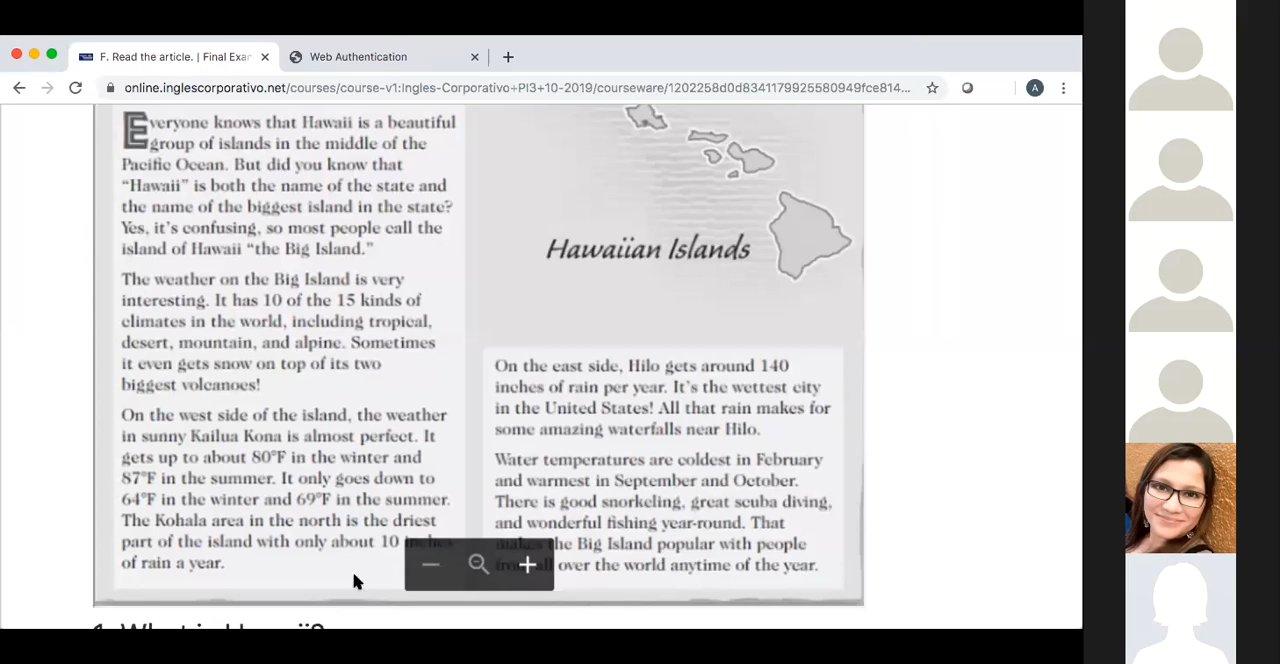 F. Read the article. | Final Exar
Web Authentication
online.inglescorporativo.net/courses/course-v1:Ingles-Corporativo+PI3+10-2019/courseware/1202258d0d8341179925580949fce814...
A
Everyone knows that Hawaii is a beautiful
group of islands in the middle of the
Pacific Ocean. But did you know that
“Hawaii” is both the name of the state and
the name of the biggest island in the state?
Yes, it’s confusing, so most people call the
island of Hawaii “the Big Island.”
The weather on the Big Island is very
interesting. It has 10 of the 15 kinds of
climates in the world, including tropical,
desert, mountain, and alpine. Sometimes
it even gets snow on top of its two
biggest volcanoes!
On the west side of the island, the weather
in sunny Kailua Kona is almost perfect. It
gets up to about 80°F in the winter and
87°F in the summer. It only goes down to
64°F in the winter and 69°F in the summer.
The Kohala area in the north is the driest
part of the island with only about 10 inches
of rain a year.
Hawaiian Islands
On the east side, Hilo gets around 140
inches of rain per year. It’s the wettest city
in the United States! All that rain makes for
some amazing waterfalls near Hilo.
Water temperatures are coldest in February
and warmest in September and October.
There is good snorkeling, great scuba diving,
and wonderful fishing year-round. That
makes the Big Island popular with people
from all over the world anytime of the year.
1. What is Hawaii?